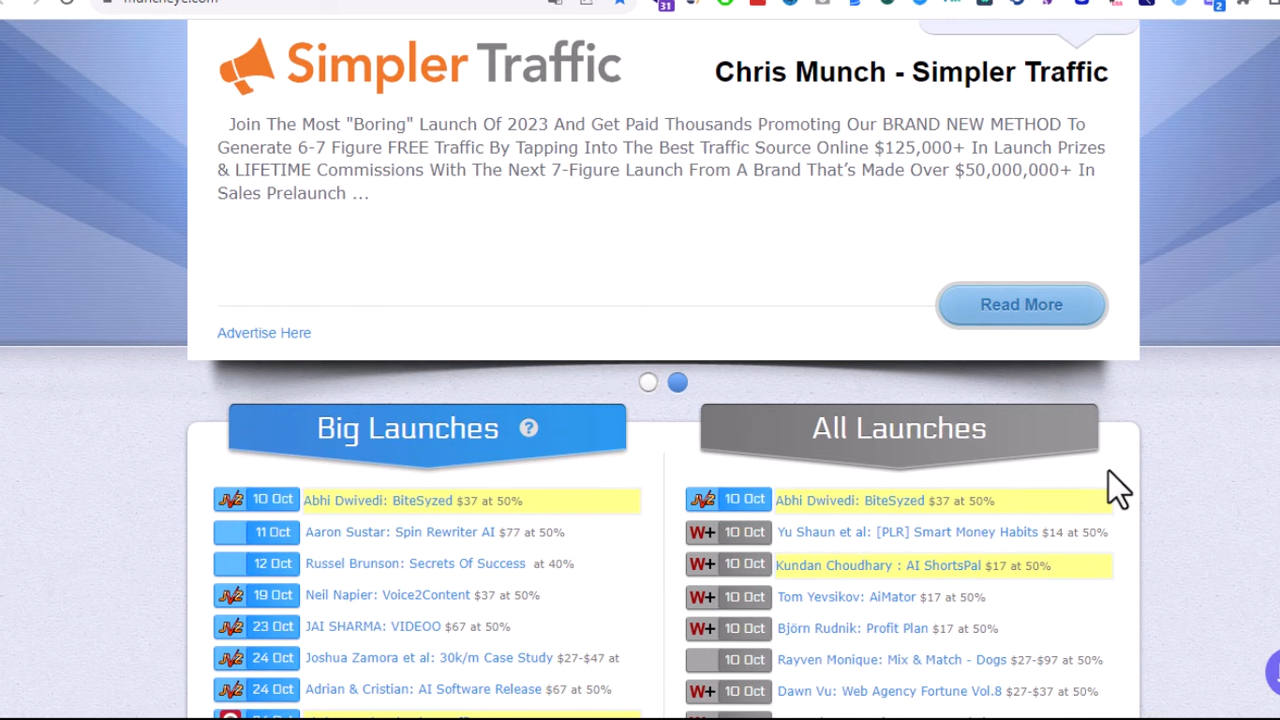 31
2
Simpler Traffic
Chris Munch - Simpler Traffic
Join The Most "Boring" Launch Of 2023 And Get Paid Thousands Promoting Our BRAND NEW METHOD To
Generate 6-7 Figure FREE Traffic By Tapping Into The Best Traffic Source Online $125,000+ In Launch Prizes
& LIFETIME Commissions With The Next 7-Figure Launch From A Brand That’s Made Over $50,000,000+ In
Sales Prelaunch ...
Read More
Advertise Here
Big Launches ?
JVZ 10 Oct Abhi Dwivedi: BiteSyzed $37 at 50%
11 Oct Aaron Sustar: Spin Rewriter AI $77 at 50%
12 Oct Russel Brunson: Secrets Of Success at 40%
JVZ 19 Oct Neil Napier: Voice2Content $37 at 50%
JVZ 23 Oct JAI SHARMA: VIDEOO $67 at 50%
JVZ 24 Oct Joshua Zamora et al: 30k/m Case Study $27-$47 at
JVZ 24 Oct Adrian & Cristian: AI Software Release $67 at 50%
All Launches
JVZ 10 Oct Abhi Dwivedi: BiteSyzed $37 at 50%
W+ 10 Oct Yu Shaun et al: [PLR] Smart Money Habits $14 at 50%
W+ 10 Oct Kundan Choudhary : AI ShortsPal $17 at 50%
W+ 10 Oct Tom Yevsikov: AiMator $17 at 50%
W+ 10 Oct Björn Rudnik: Profit Plan $17 at 50%
10 Oct Rayven Monique: Mix & Match - Dogs $27-$97 at 50%
W+ 10 Oct Dawn Vu: Web Agency Fortune Vol.8 $27-$37 at 50%